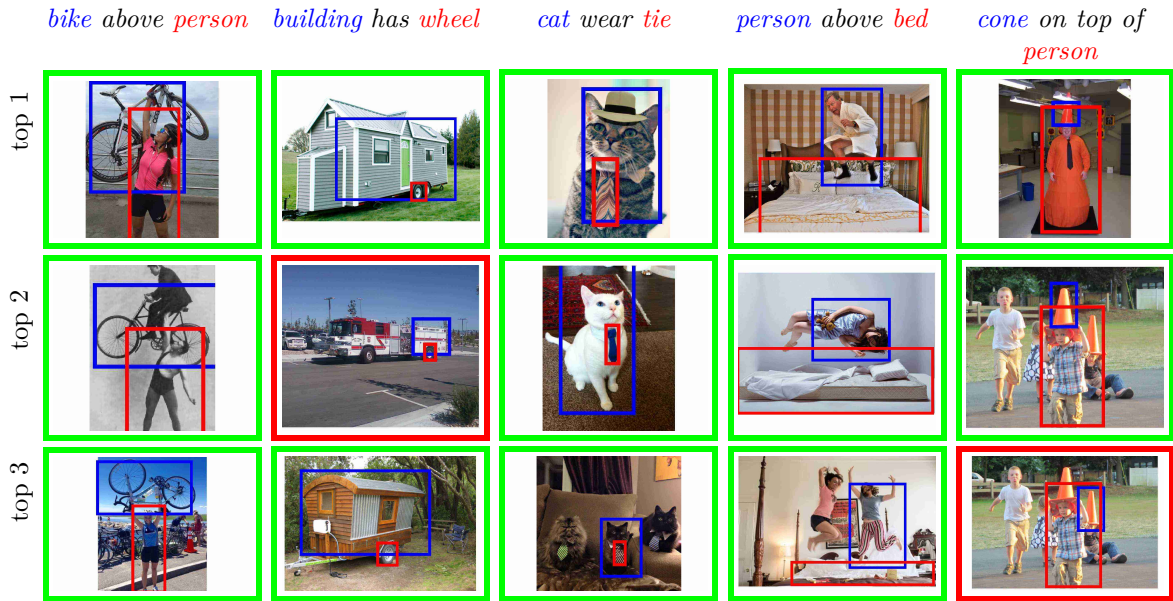 bike above person
building has wheel
cat wear tie
person above bed
cone on top of
person
top 1
top 2
top 3